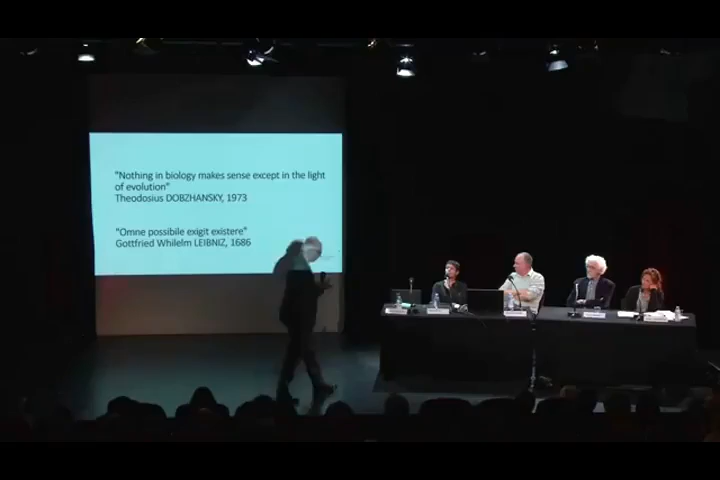 "Nothing in biology makes sense except in the light
of evolution"
Theodosius DOBZHANSKY, 1973
"Omne possibile exigit existere"
Gottfried Whilelm LEIBNIZ, 1686